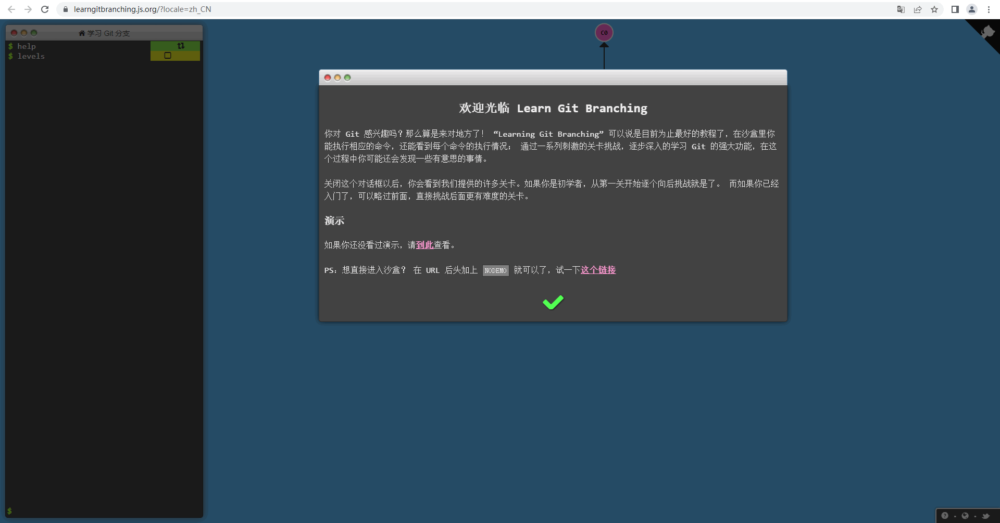 learngitbranching.js.org/?locale=zh_CN
学习 Git 分支
$ help
$ levels
C0
欢迎光临 Learn Git Branching
你对 Git 感兴趣吗？那么算是来对地方了！ “Learning Git Branching” 可以说是目前为止最好的教程了，在沙盒里你
能执行相应的命令，还能看到每个命令的执行情况； 通过一系列刺激的关卡挑战，逐步深入的学习 Git 的强大功能，在这
个过程中你可能还会发现一些有意思的事情。
关闭这个对话框以后，你会看到我们提供的许多关卡。如果你是初学者，从第一关开始逐个向后挑战就是了。 而如果你已经
入门了，可以略过前面，直接挑战后面更有难度的关卡。
演示
如果你还没看过演示，请到此查看。
PS：想直接进入沙盒？ 在 URL 后头加上 NODEMO 就可以了，试一下这个链接
$